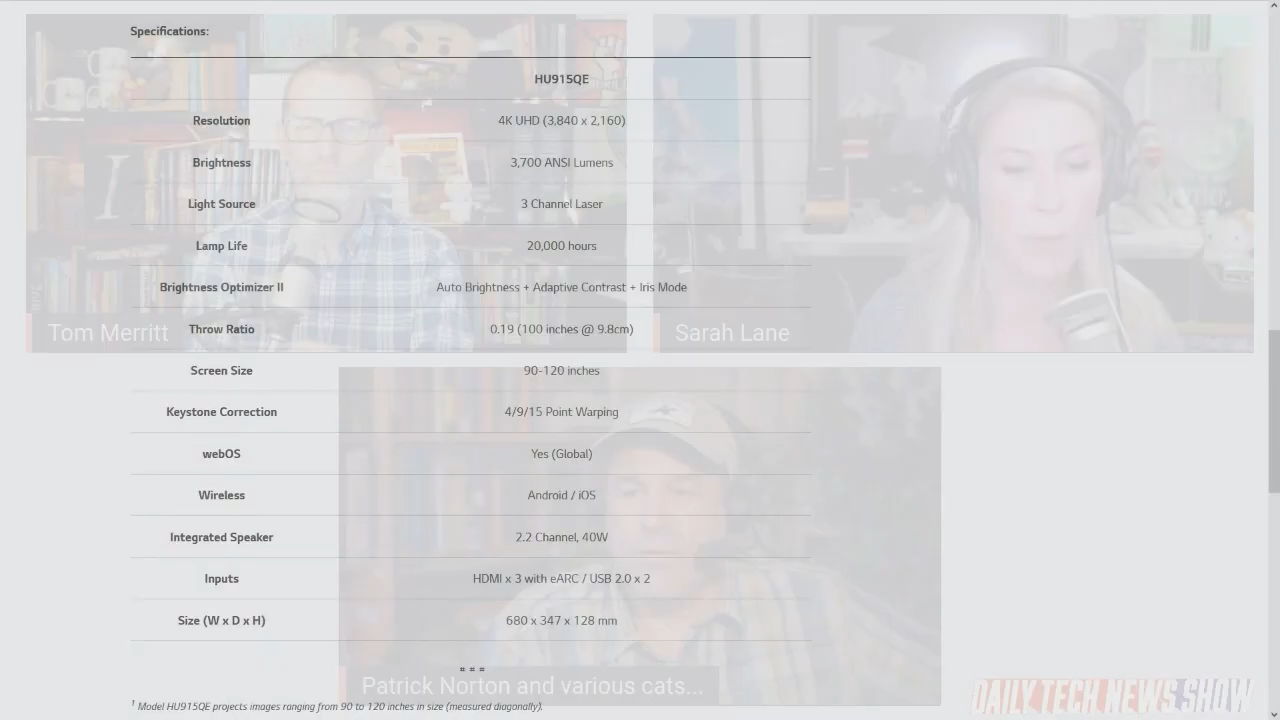 Specifications:
HU915QE
Resolution 4K UHD (3,840 x 2,160)
Brightness 3,700 ANSI Lumens
Light Source 3 Channel Laser
Lamp Life 20,000 hours
Brightness Optimizer II Auto Brightness + Adaptive Contrast + Iris Mode
Tom Merritt
Throw Ratio 0.19 (100 inches @ 9.8cm)
Sarah Lane
Screen Size 90-120 inches
Keystone Correction 4/9/15 Point Warping
webOS Yes (Global)
Wireless Android / iOS
Integrated Speaker 2.2 Channel, 40W
Inputs HDMI x 3 with eARC / USB 2.0 x 2
Size (W x D x H) 680 x 347 x 128 mm
# # #
Patrick Norton and various cats...
1 Model HU915QE projects images ranging from 90 to 120 inches in size (measured diagonally).
DAILY TECH NEWS SHOW